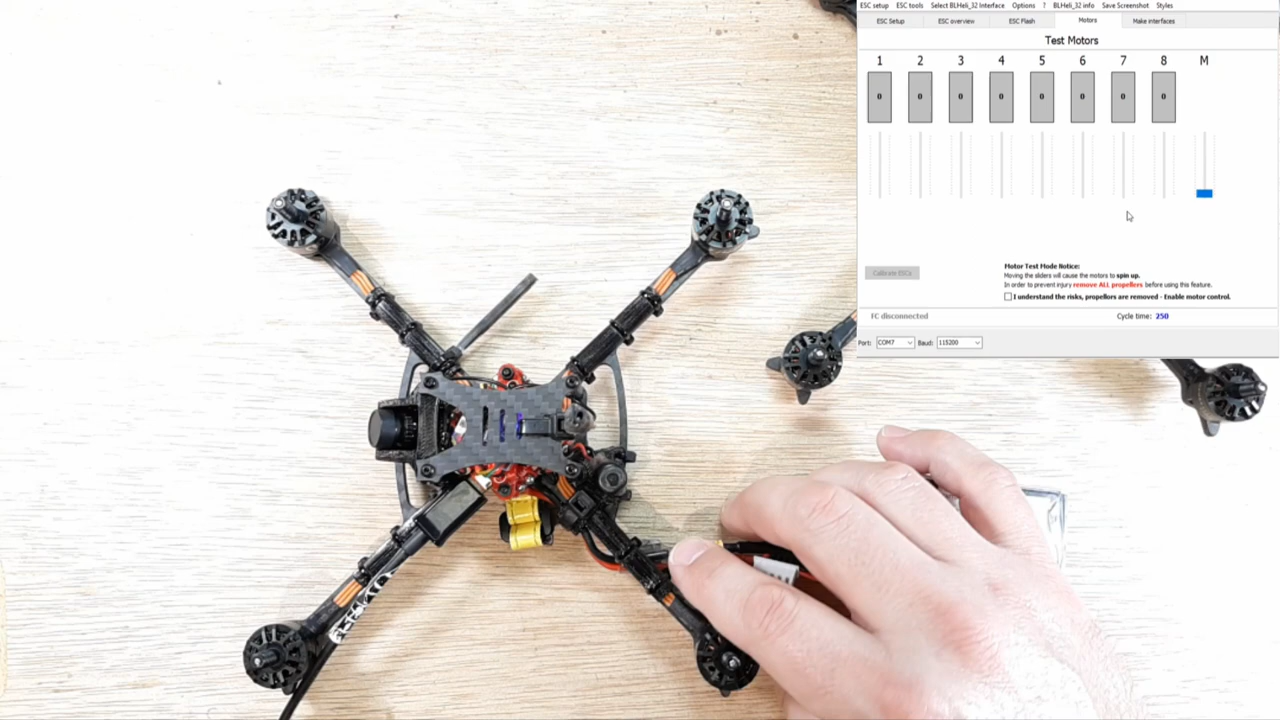 ESC setup ESC tools Select BLHeli_32 Interface Options ? BLHeli_32 info Save Screenshot Styles
ESC Setup ESC overview ESC Flash Motors Make interfaces
Test Motors
1 2 3 4 5 6 7 8 M
0 0 0 0 0 0 0 0
Calibrate ESCs
Motor Test Mode Notice:
Moving the sliders will cause the motors to spin up.
In order to prevent injury remove ALL propellers before using this feature.
I understand the risks, propellors are removed - Enable motor control.
FC disconnected Cycle time: 250
Port: COM7 Baud: 115200